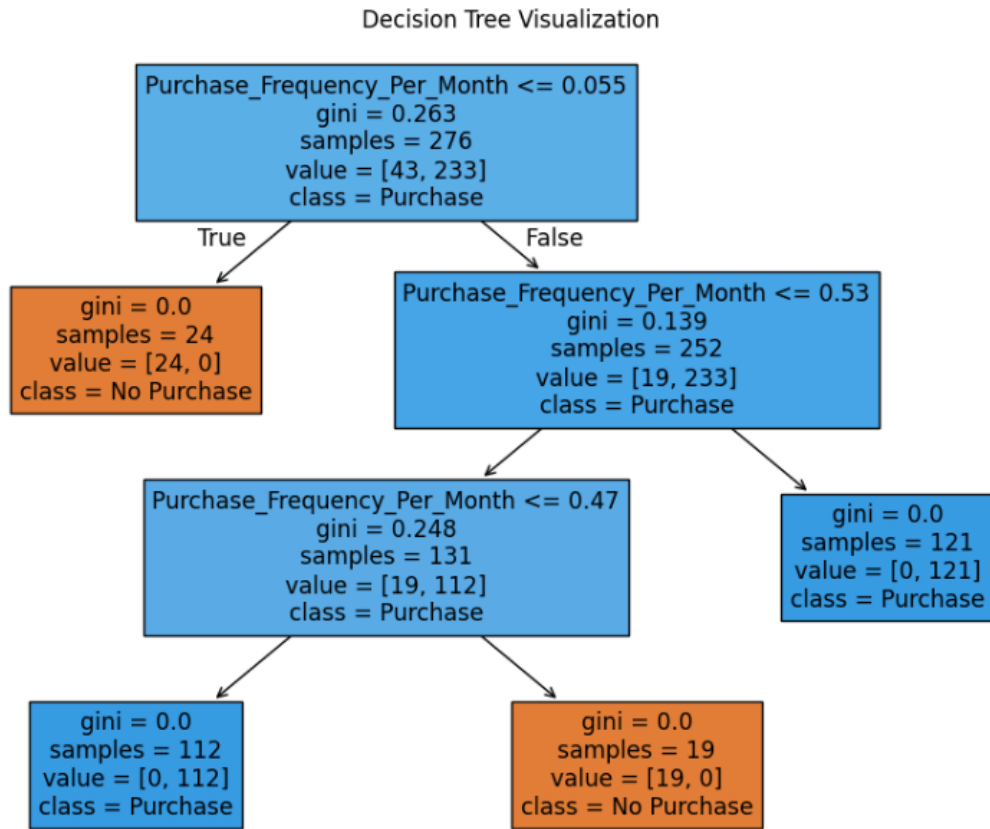 Decision Tree Visualization
Purchase_Frequency_Per_Month <= 0.055
gini = 0.263
samples = 276
value = [43, 233]
class = Purchase
True
False
gini = 0.0
samples = 24
value = [24, 0]
class = No Purchase
Purchase_Frequency_Per_Month <= 0.53
gini = 0.139
samples = 252
value = [19, 233]
class = Purchase
Purchase_Frequency_Per_Month <= 0.47
gini = 0.248
samples = 131
value = [19, 112]
class = Purchase
gini = 0.0
samples = 121
value = [0, 121]
class = Purchase
gini = 0.0
samples = 112
value = [0, 112]
class = Purchase
gini = 0.0
samples = 19
value = [19, 0]
class = No Purchase